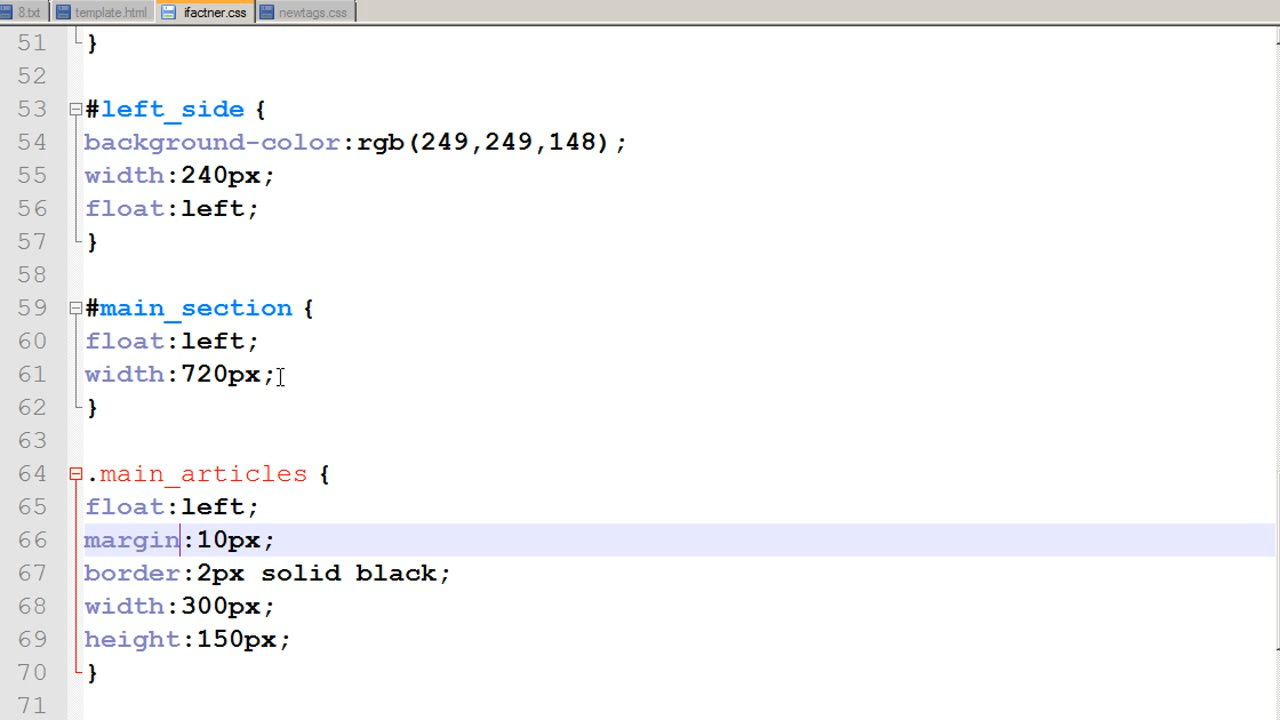 8.txt template.html ifactner.css newtags.css
51 }
52
53 #left_side {
54 background-color:rgb(249,249,148);
55 width:240px;
56 float:left;
57 }
58
59 #main_section {
60 float:left;
61 width:720px;
62 }
63
64 .main_articles {
65 float:left;
66 margin:10px;
67 border:2px solid black;
68 width:300px;
69 height:150px;
70 }
71